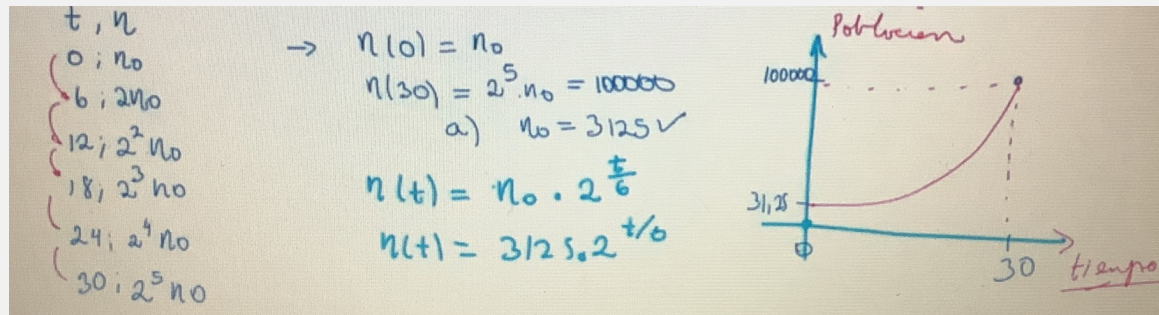 t, n
0; n0
6; 2n0
12; 2² n0
18; 2³ n0
24; 2⁴ n0
30; 2⁵ n0
→ n(0) = n0
n(30) = 2⁵. n0 = 100000
a) n0 = 3125 ✓
n(t) = n0 . 2^(t/6)
n(t) = 3125.2^(t/6)
Poblacion
100000
31,25
0
30
tiempo